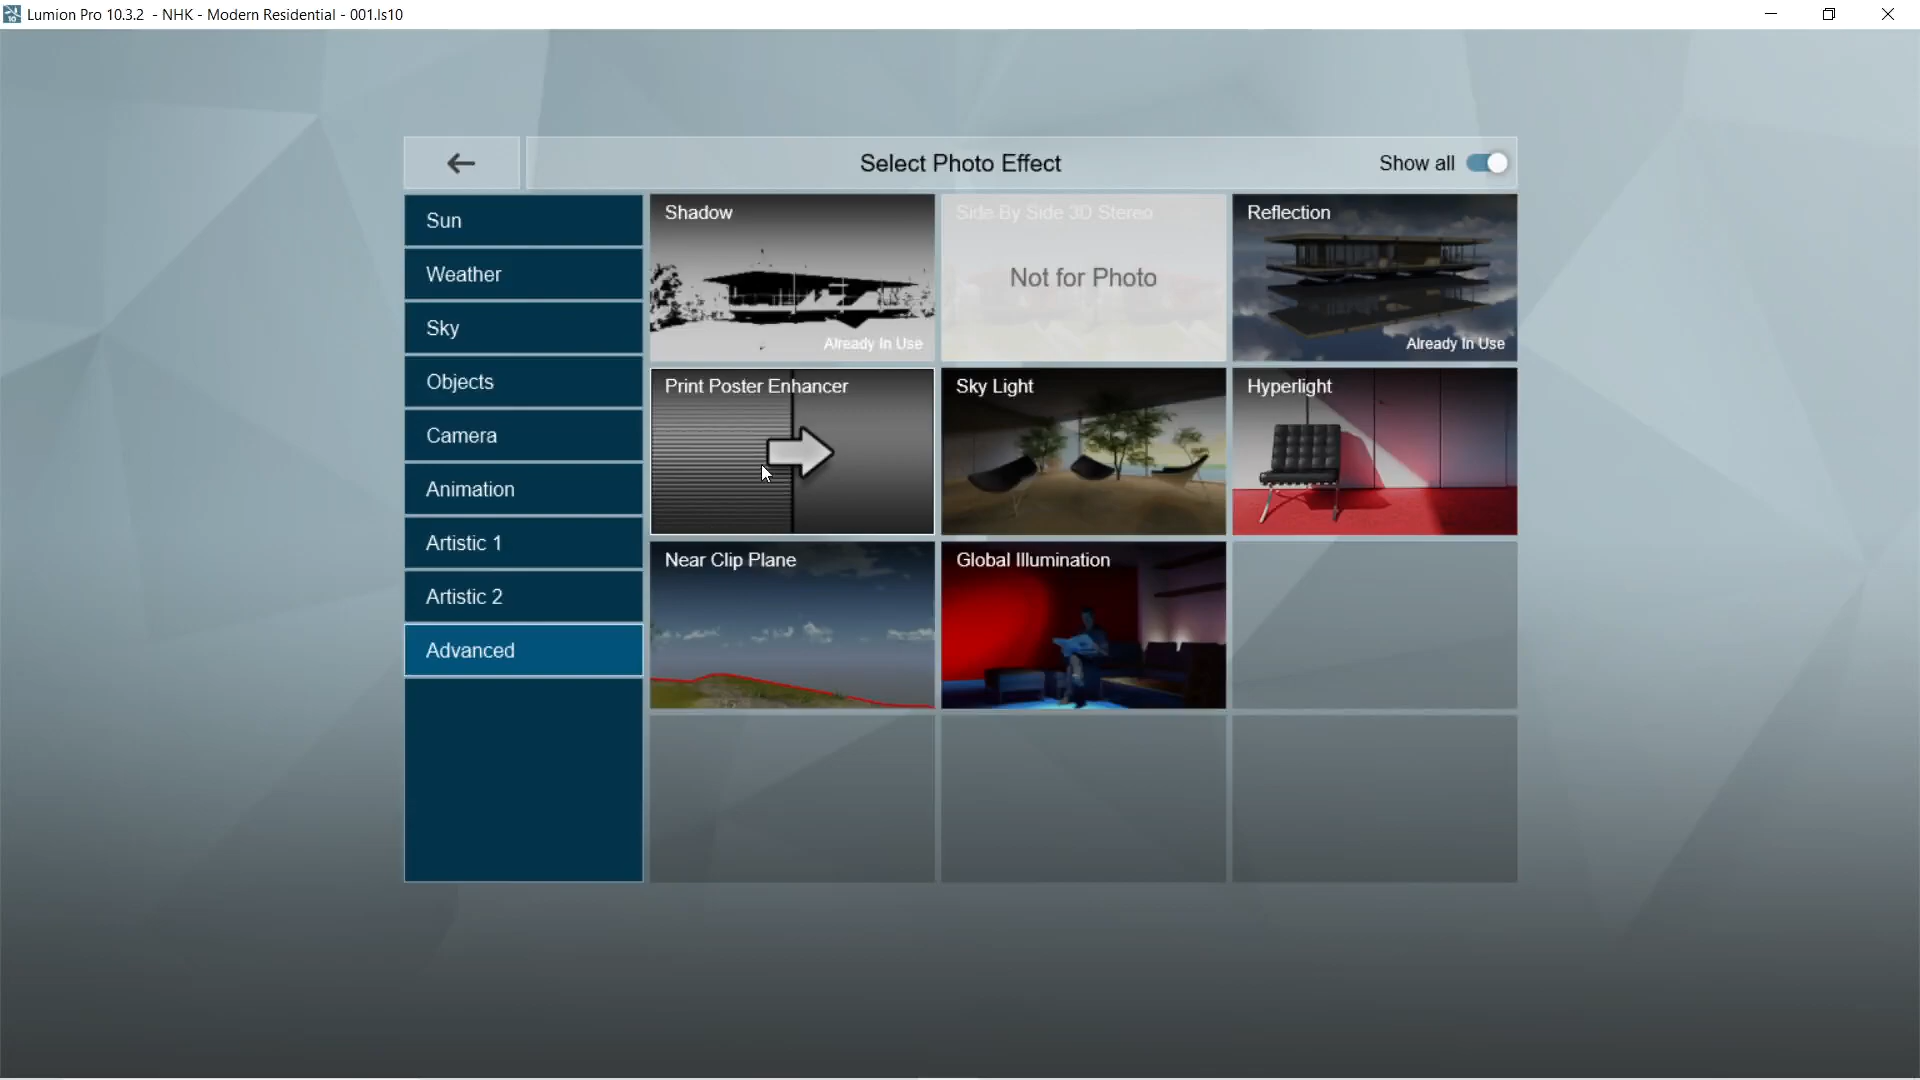 Lumion Pro 10.3.2 - NHK - Modern Residential - 001.ls10
Select Photo Effect
Show all
Sun
Weather
Sky
Objects
Camera
Animation
Artistic 1
Artistic 2
Advanced
Shadow
Already In Use
Side By Side 3D Stereo
Not for Photo
Reflection
Already In Use
Print Poster Enhancer
Sky Light
Hyperlight
Near Clip Plane
Global Illumination